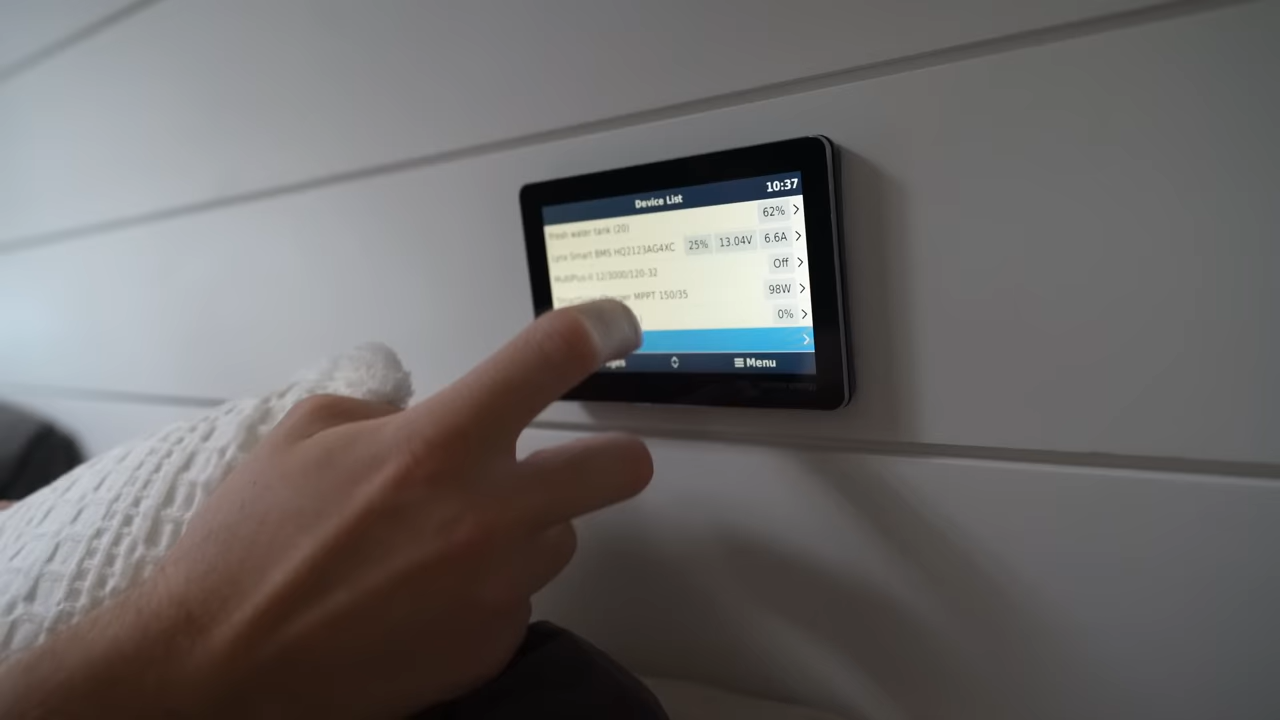 10:37
Device List
Fresh water tank (20) 62%
Lynx Smart BMS HQ2123AG4XC 25% 13.04V 6.6A
MultiPlus-II 12/3000/120-32 Off
MPPT 150/35 98W
0%
Menu